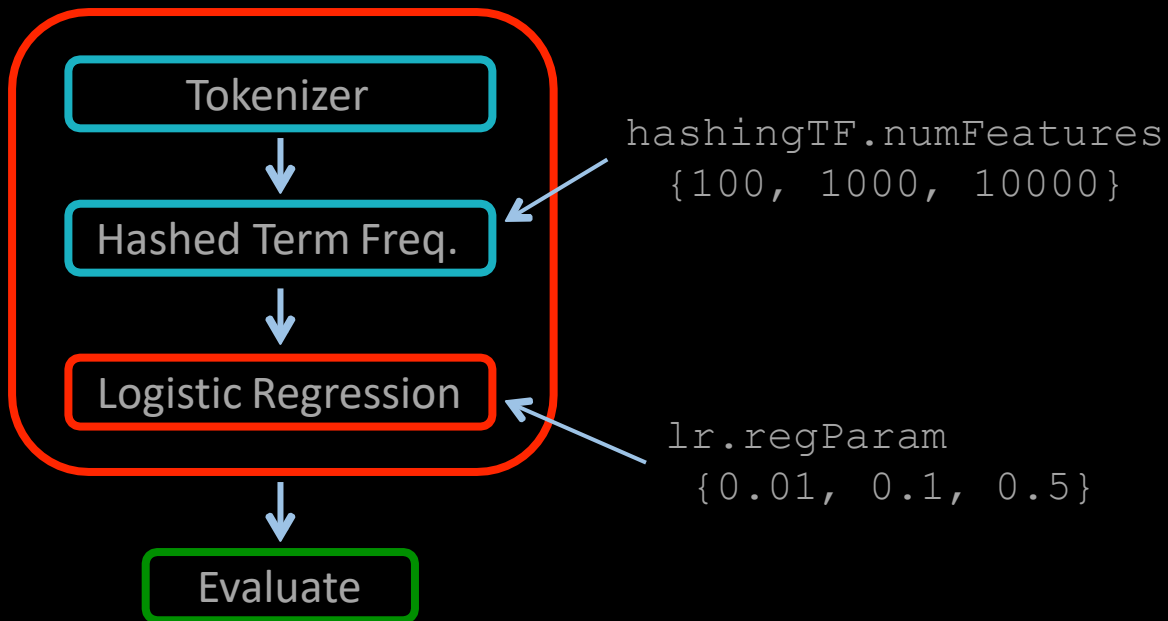 Tokenizer
hashingTF.numFeatures
{100, 1000, 10000}
Hashed Term Freq.
Logistic Regression
lr.regParam
{0.01, 0.1, 0.5}
Evaluate